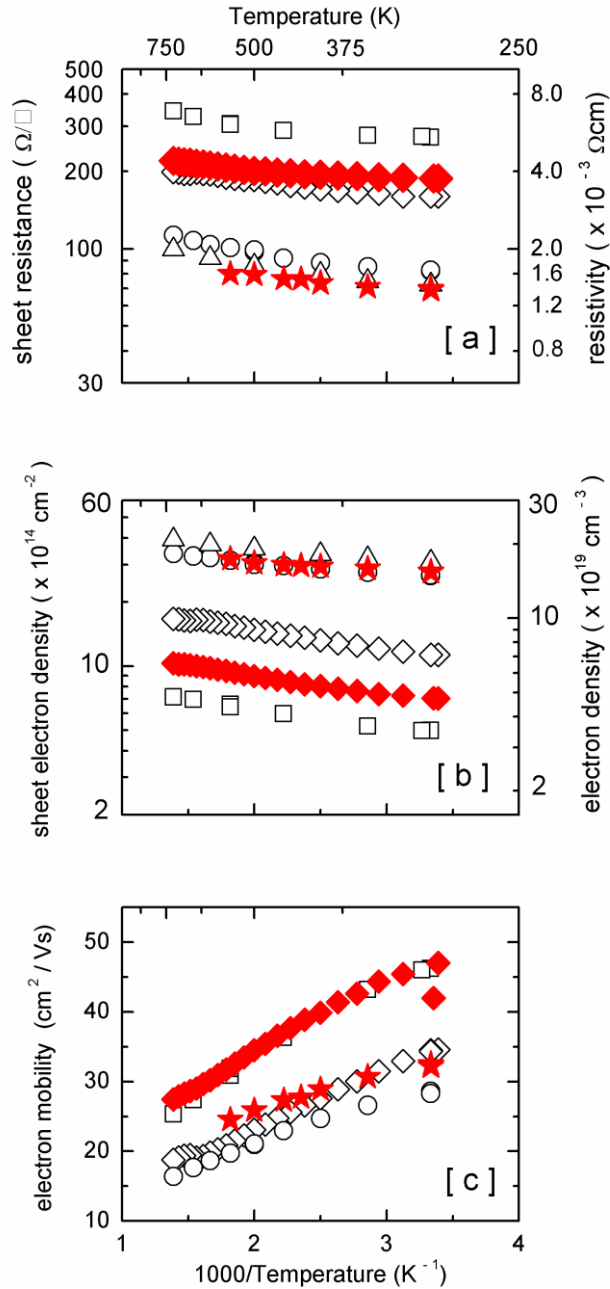 Temperature (K)
750 500 375 250
500
400
300
200
100
30
sheet resistance ( Ω/□ )
8.0
4.0
2.0
1.6
1.2
0.8
resistivity ( x 10⁻³ Ωcm)
[ a ]
60
10
2
sheet electron density ( x 10¹⁴ cm⁻²)
30
10
2
electron density ( x 10¹⁹ cm⁻³)
[ b ]
50
40
30
20
10
electron mobility (cm² / Vs)
[ c ]
1 2 3 4
1000/Temperature (K⁻¹)